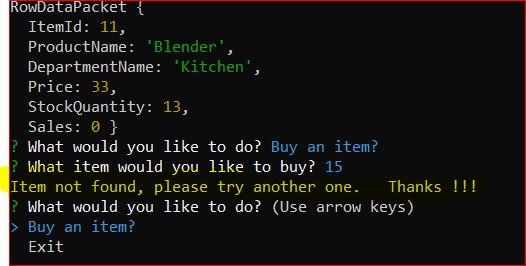 RowDataPacket {
  ItemId: 11,
  ProductName: 'Blender',
  DepartmentName: 'Kitchen',
  Price: 33,
  StockQuantity: 13,
  Sales: 0 }
? What would you like to do? Buy an item?
? What item would you like to buy? 15
Item not found, please try another one.   Thanks !!!
? What would you like to do? (Use arrow keys)
> Buy an item?
  Exit